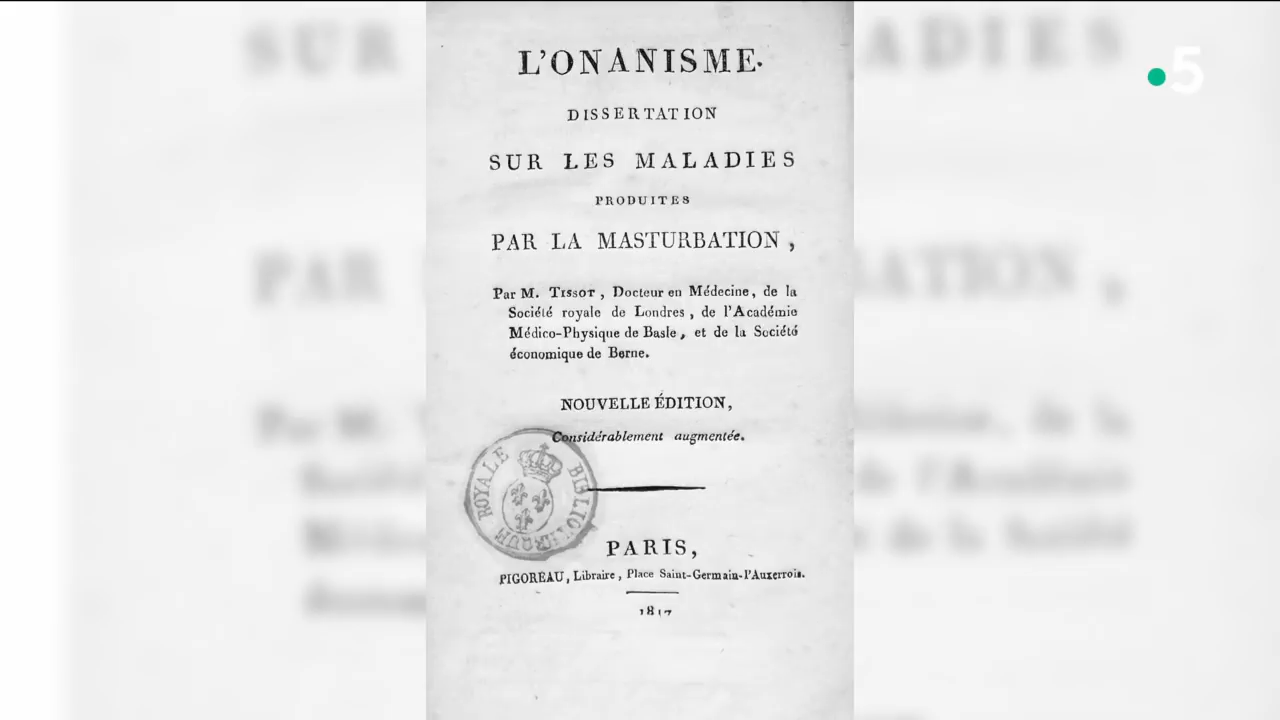 L'ONANISME.
DISSERTATION
SUR LES MALADIES
PRODUITES
PAR LA MASTURBATION,
Par M. TISSOT, Docteur en Médecine, de la
Société royale de Londres, de l'Académie
Médico-Physique de Basle, et de la Société
économique de Berne.
NOUVELLE ÉDITION,
Considérablement augmentée.
ROYALE BIBLIOTHEQUE
PARIS,
PIGOREAU, Libraire, Place Saint-Germain-l'Auxerrois.
1817
5